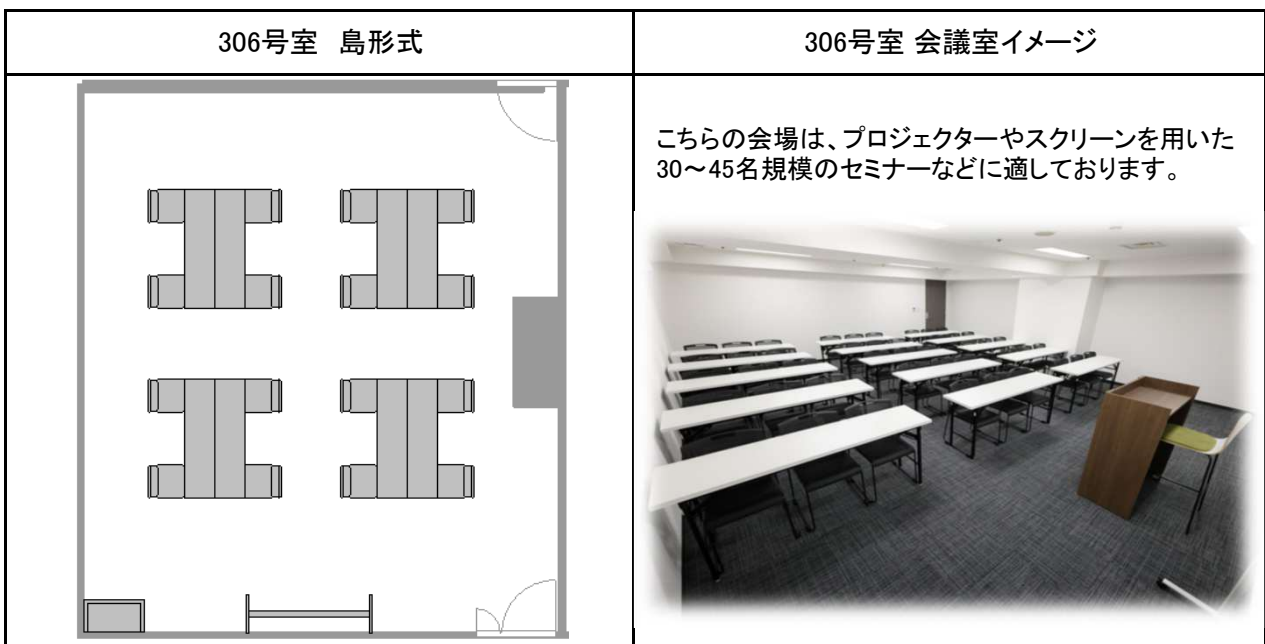 306号室　島形式
306号室 会議室イメージ
こちらの会場は、プロジェクターやスクリーンを用いた
30～45名規模のセミナーなどに適しております。